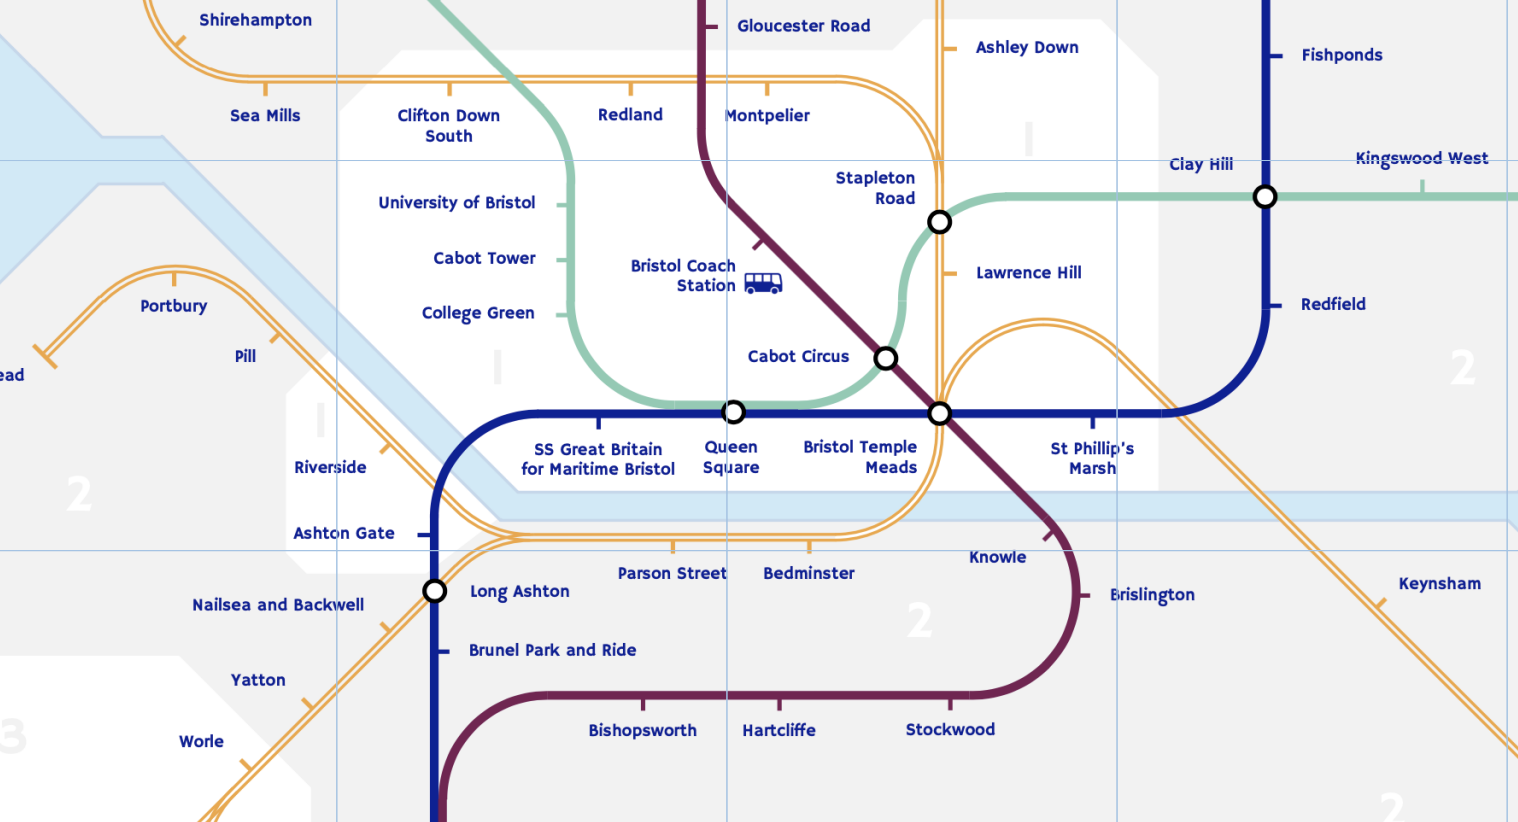 Shirehampton
Gloucester Road
Ashley Down
Fishponds
Sea Mills
Clifton Down
South
Redland
Montpelier
1
Clay Hill
Kingswood West
Stapleton
Road
University of Bristol
Cabot Tower
College Green
Bristol Coach
Station
Lawrence Hill
Portbury
Redfield
Pill
ead
Cabot Circus
1
2
1
Riverside
2
SS Great Britain
for Maritime Bristol
Queen
Square
Bristol Temple
Meads
St Phillip's
Marsh
Ashton Gate
Parson Street
Bedminster
Knowle
Long Ashton
Nailsea and Backwell
Brislington
Keynsham
2
Brunel Park and Ride
Yatton
Worle
3
Bishopsworth
Hartcliffe
Stockwood
2